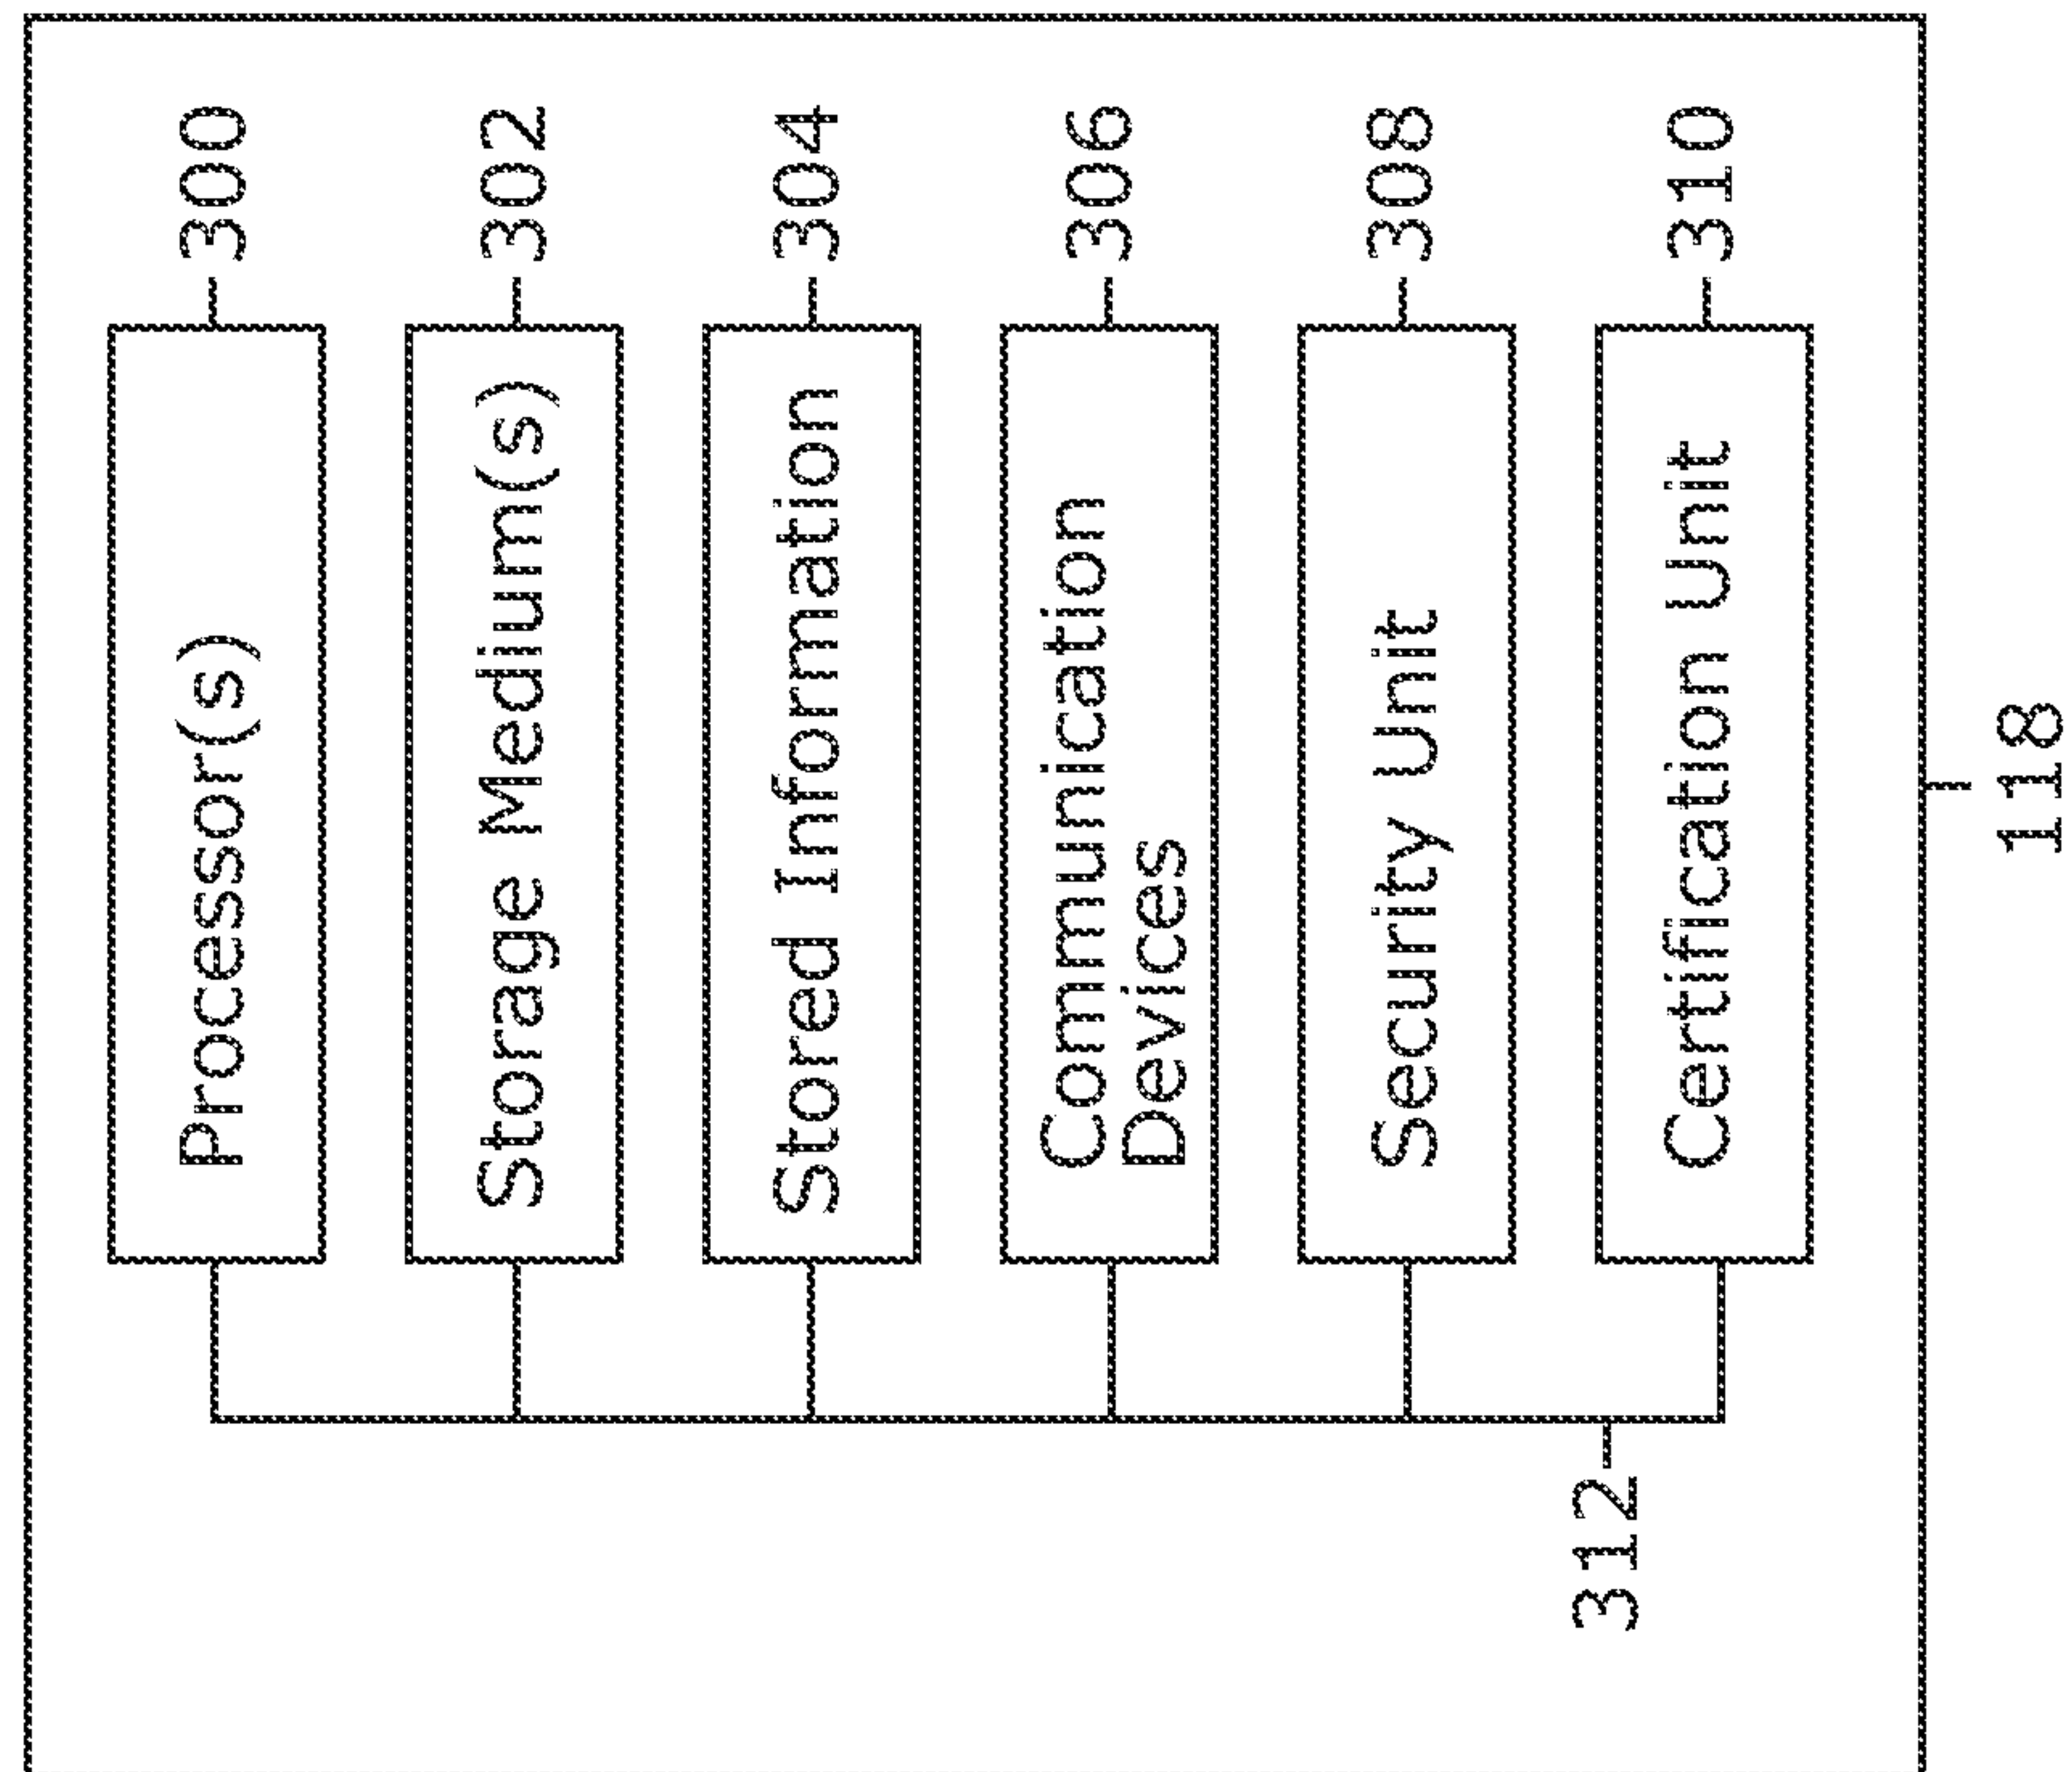 Processor(s)
300
Storage Medium(s)
302
Stored Information
304
Communication
Devices
306
Security Unit
308
Certification Unit
310
312
118